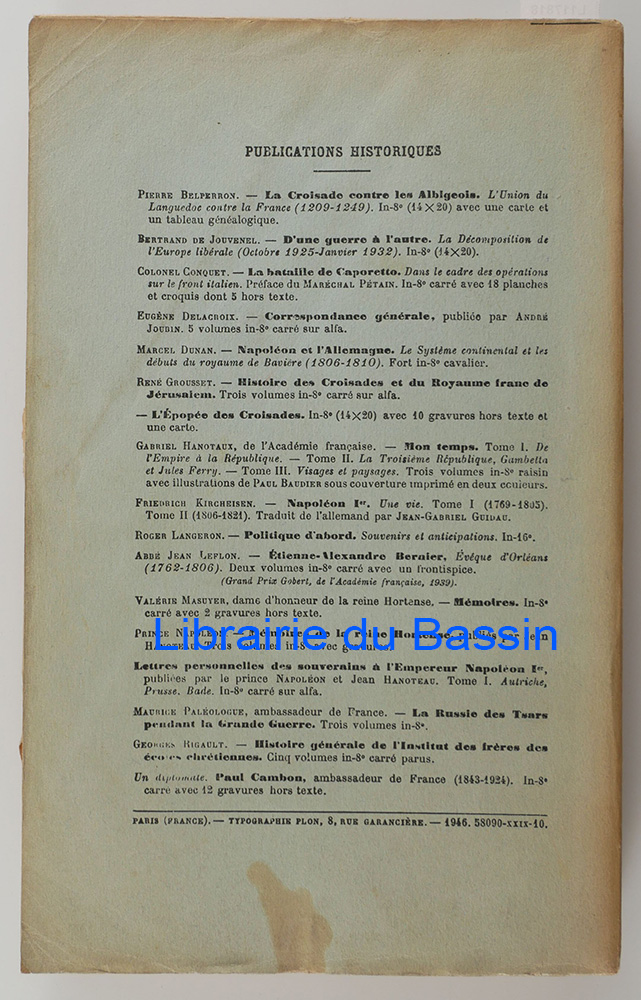 PUBLICATIONS HISTORIQUES
PIERRE BELPERRON. — La Croisade contre les Albigeois. L'Union du
Languedoc contre la France (1209-1249). In-8° (14×20) avec une carte et
un tableau généalogique.
BERTRAND DE JOUVENEL. — D'une guerre à l'autre. La Décomposition de
l'Europe libérale (Octobre 1925-Janvier 1932). In-8° (14×20).
COLONEL CONQUET. — La bataille de Caporetto. Dans le cadre des opérations
sur le front italien. Préface du MARÉCHAL PÉTAIN. In-8° carré avec 18 planches
et croquis dont 5 hors texte.
EUGÈNE DELACROIX. — Correspondance générale, publiée par ANDRÉ
JOUBIN. 5 volumes in-8° carré sur alfa.
MARCEL DUNAN. — Napoléon et l'Allemagne. Le Système continental et les
débuts du royaume de Bavière (1806-1810). Fort in-8° cavalier.
RENÉ GROUSSET. — Histoire des Croisades et du Royaume franc de
Jérusalem. Trois volumes in-8° carré sur alfa.
— L'Épopée des Croisades. In-8° (14×20) avec 10 gravures hors texte et
une carte.
GABRIEL HANOTAUX, de l'Académie française. — Mon temps. Tome I. De
l'Empire à la République. — Tome II. La Troisième République, Gambetta
et Jules Ferry. — Tome III. Visages et paysages. Trois volumes in-8° raisin
avec illustrations de PAUL BAUDIER sous couverture imprimée en deux couleurs.
FRIEDRICH KIRCHEISEN. — Napoléon Ier. Une vie. Tome I (1769-1805).
Tome II (1806-1821). Traduit de l'allemand par JEAN-GABRIEL GUIDAU.
ROGER LANGERON. — Politique d'abord. Souvenirs et anticipations. In-16°.
ABBÉ JEAN LEFLON. — Étienne-Alexandre Bernier, Évêque d'Orléans
(1762-1806). Deux volumes in-8° carré avec un frontispice.
(Grand Prix Gobert, de l'Académie française, 1939).
VALÉRIE MASUYER, dame d'honneur de la reine Hortense. — Mémoires. In-8°
carré avec 2 gravures hors texte.
PRINCE NAPOLÉON. — Mémoires de la reine Hortense, publiés par Jean
HANOTEAU. Trois volumes in-8° avec gravures.
Librairie du Bassin
Lettres personnelles des souverains à l'Empereur Napoléon Ier,
publiées par le prince NAPOLÉON et Jean HANOTEAU. Tome I. Autriche,
Prusse. Bade. In-8° carré sur alfa.
MAURICE PALÉOLOGUE, ambassadeur de France. — La Russie des Tsars
pendant la Grande Guerre. Trois volumes in-8°.
GEORGES RIGAULT. — Histoire générale de l'Institut des frères des
écoles chrétiennes. Cinq volumes in-8° carré parus.
Un diplomate. Paul Cambon, ambassadeur de France (1843-1924). In-8°
carré avec 12 gravures hors texte.
PARIS (FRANCE). — TYPOGRAPHIE PLON, 8, RUE GARANCIÈRE. — 1946. 58090-XXIX-10.